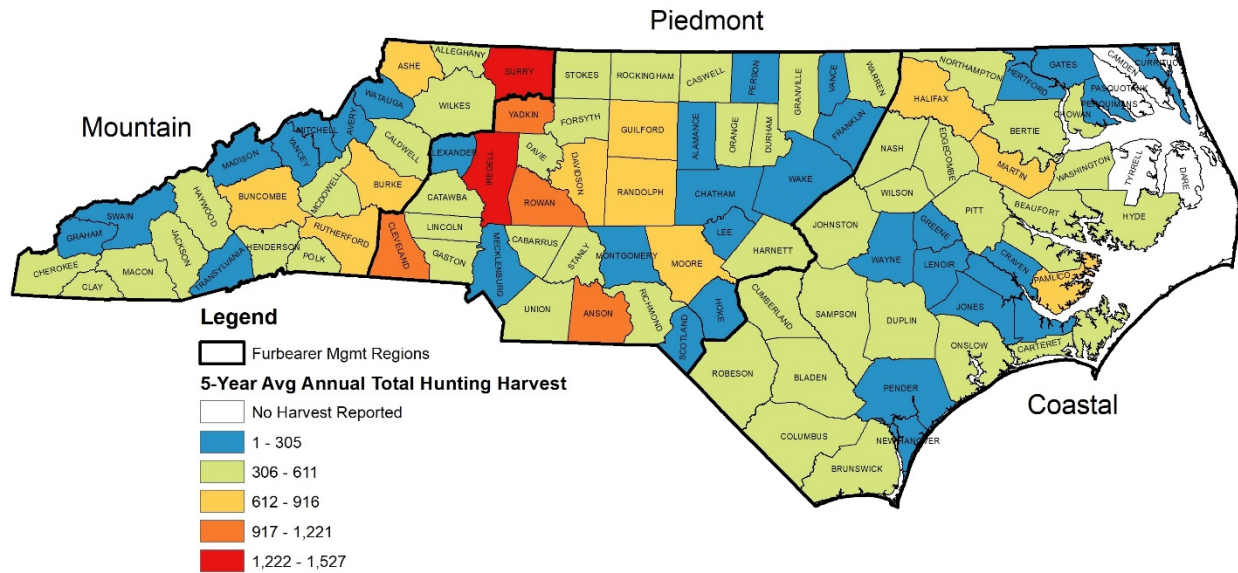 Piedmont
Mountain
Coastal
ASHE
ALLEGHANY
SURRY
STOKES
ROCKINGHAM
CASWELL
PERSON
GRANVILLE
VANCE
WARREN
NORTHAMPTON
HERTFORD
GATES
CAMDEN
CURRITUCK
PASQUOTANK
PERQUIMANS
CHOWAN
WATAUGA
WILKES
YADKIN
FORSYTH
GUILFORD
ALAMANCE
ORANGE
DURHAM
FRANKLIN
HALIFAX
BERTIE
MITCHELL
AVERY
YANCEY
MADISON
CALDWELL
ALEXANDER
IREDELL
DAVIE
DAVIDSON
RANDOLPH
CHATHAM
WAKE
NASH
EDGECOMBE
MARTIN
WASHINGTON
TYRRELL
DARE
BUNCOMBE
MCDOWELL
BURKE
CATAWBA
ROWAN
WILSON
PITT
BEAUFORT
HYDE
SWAIN
HAYWOOD
GRAHAM
JACKSON
RUTHERFORD
CLEVELAND
LINCOLN
GASTON
CABARRUS
STANLY
MONTGOMERY
MOORE
LEE
HARNETT
JOHNSTON
WAYNE
GREENE
LENOIR
CRAVEN
PAMLICO
CHEROKEE
CLAY
MACON
TRANSYLVANIA
HENDERSON
POLK
MECKLENBURG
UNION
ANSON
RICHMOND
SCOTLAND
HOKE
CUMBERLAND
SAMPSON
DUPLIN
JONES
ONSLOW
CARTERET
ROBESON
BLADEN
PENDER
NEW HANOVER
COLUMBUS
BRUNSWICK
Legend
Furbearer Mgmt Regions
5-Year Avg Annual Total Hunting Harvest
No Harvest Reported
1 - 305
306 - 611
612 - 916
917 - 1,221
1,222 - 1,527